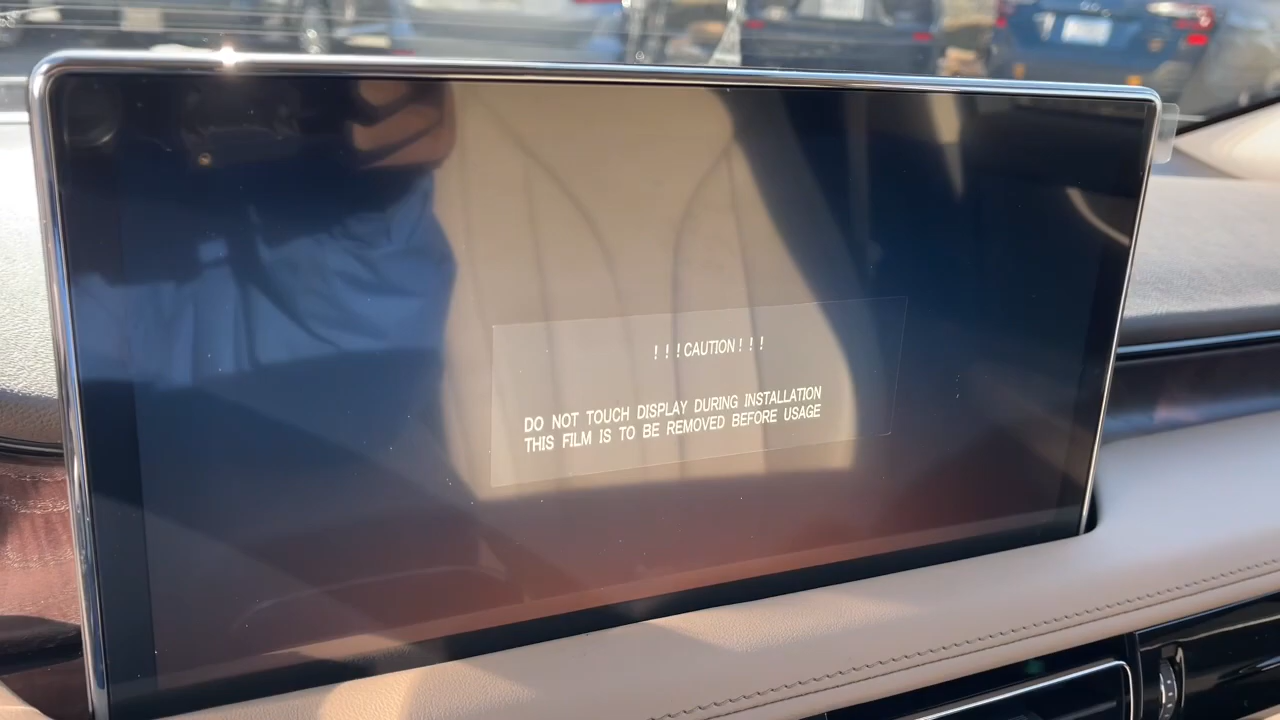 ! ! ! CAUTION ! ! !
DO NOT TOUCH DISPLAY DURING INSTALLATION
THIS FILM IS TO BE REMOVED BEFORE USAGE